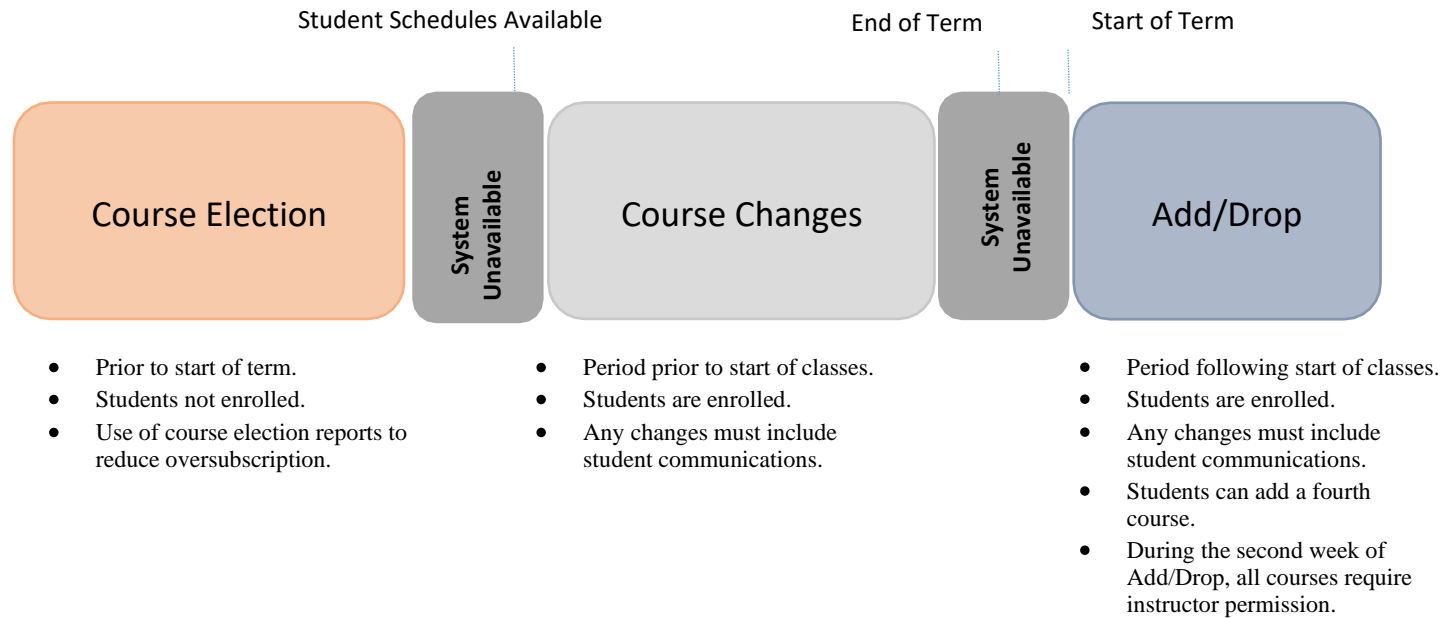 Student Schedules Available
End of Term
Start of Term
Course Election
System
Unavailable
Course Changes
System
Unavailable
Add/Drop
• Prior to start of term.
• Students not enrolled.
• Use of course election reports to
reduce oversubscription.
• Period prior to start of classes.
• Students are enrolled.
• Any changes must include
student communications.
• Period following start of classes.
• Students are enrolled.
• Any changes must include
student communications.
• Students can add a fourth
course.
• During the second week of
Add/Drop, all courses require
instructor permission.